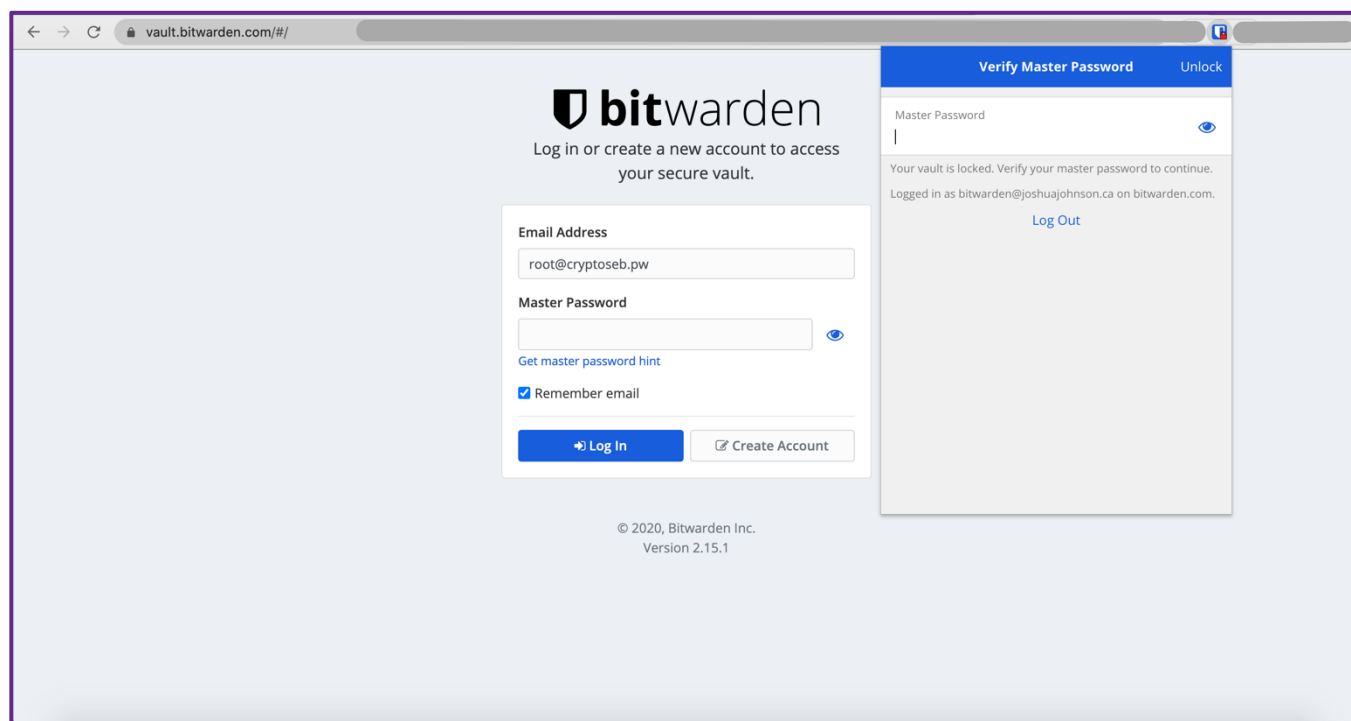 vault.bitwarden.com/#/
bitwarden
Log in or create a new account to access
your secure vault.
Email Address
root@cryptoseb.pw
Master Password
Get master password hint
Remember email
Log In
Create Account
© 2020, Bitwarden Inc.
Version 2.15.1
Verify Master Password
Unlock
Master Password
Your vault is locked. Verify your master password to continue.
Logged in as bitwarden@joshuajohnson.ca on bitwarden.com.
Log Out